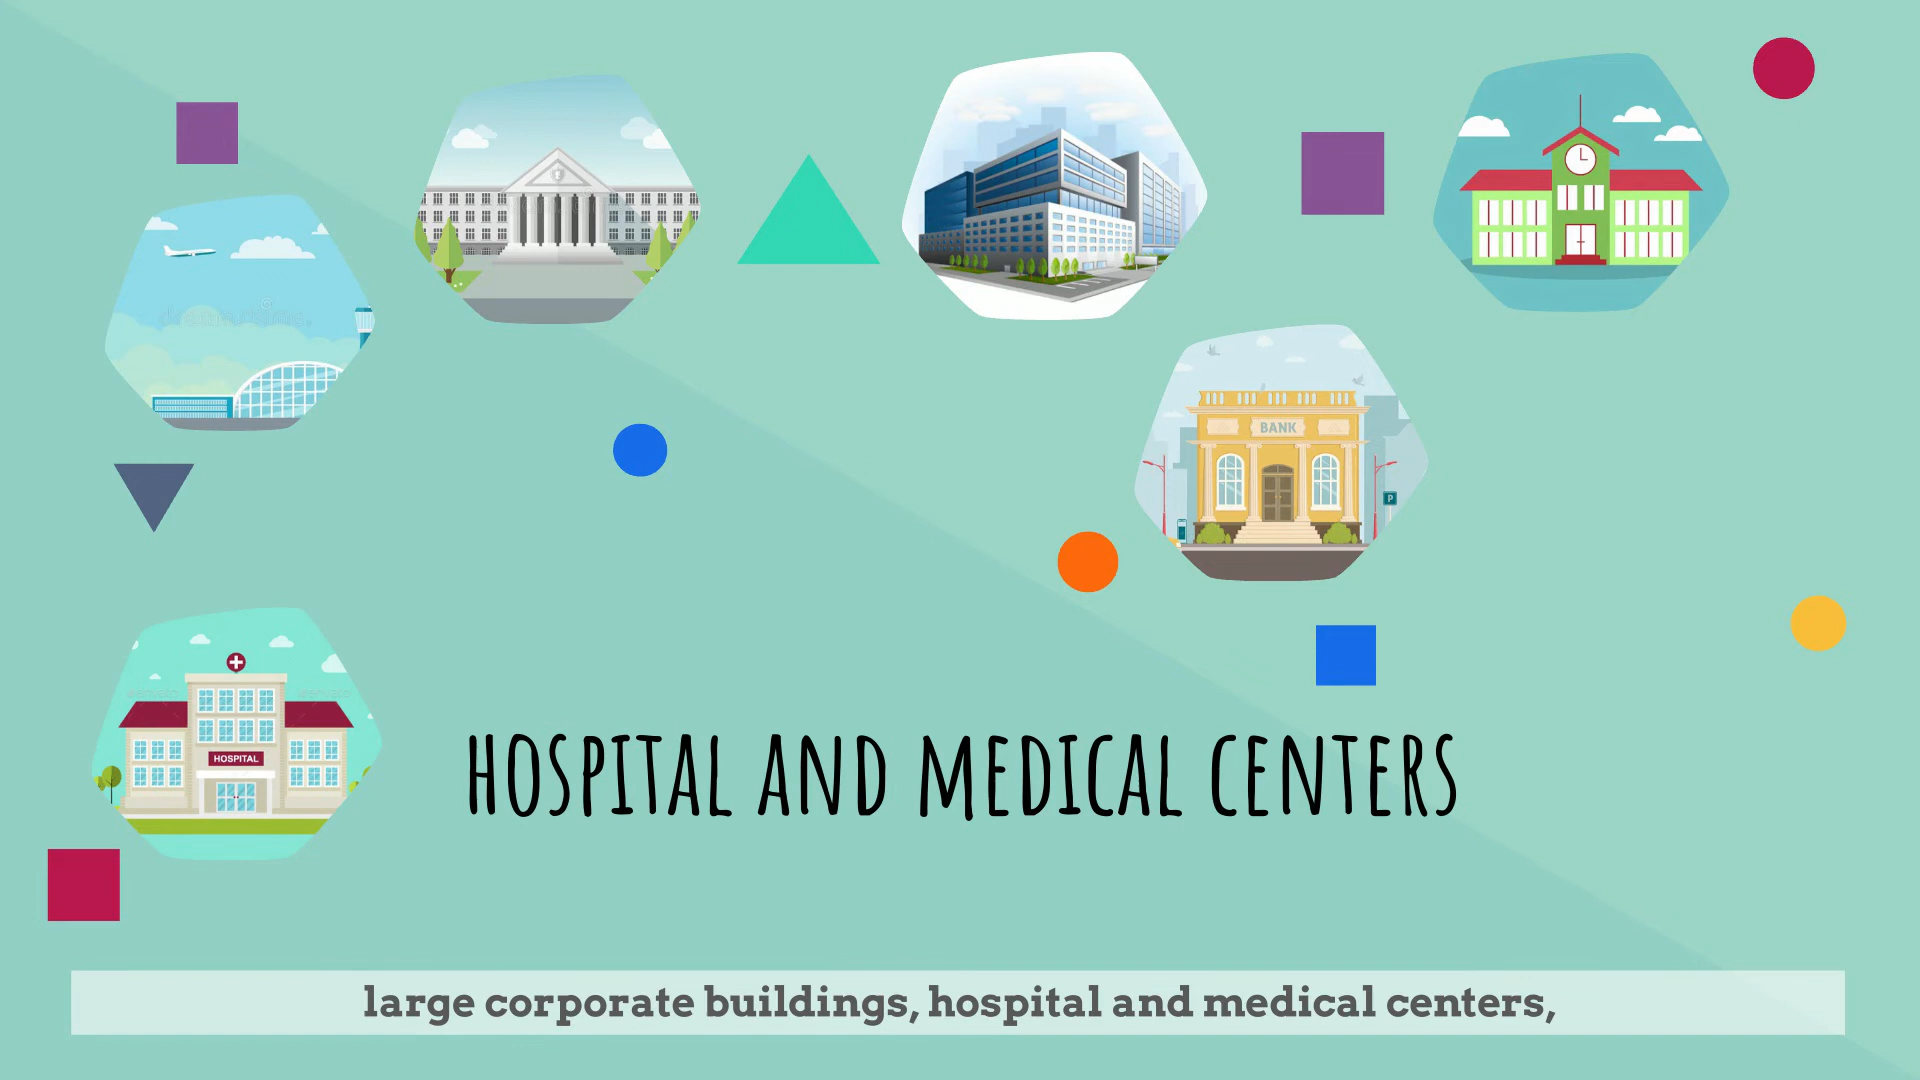 BANK
P
HOSPITAL
HOSPITAL AND MEDICAL CENTERS
large corporate buildings, hospital and medical centers,